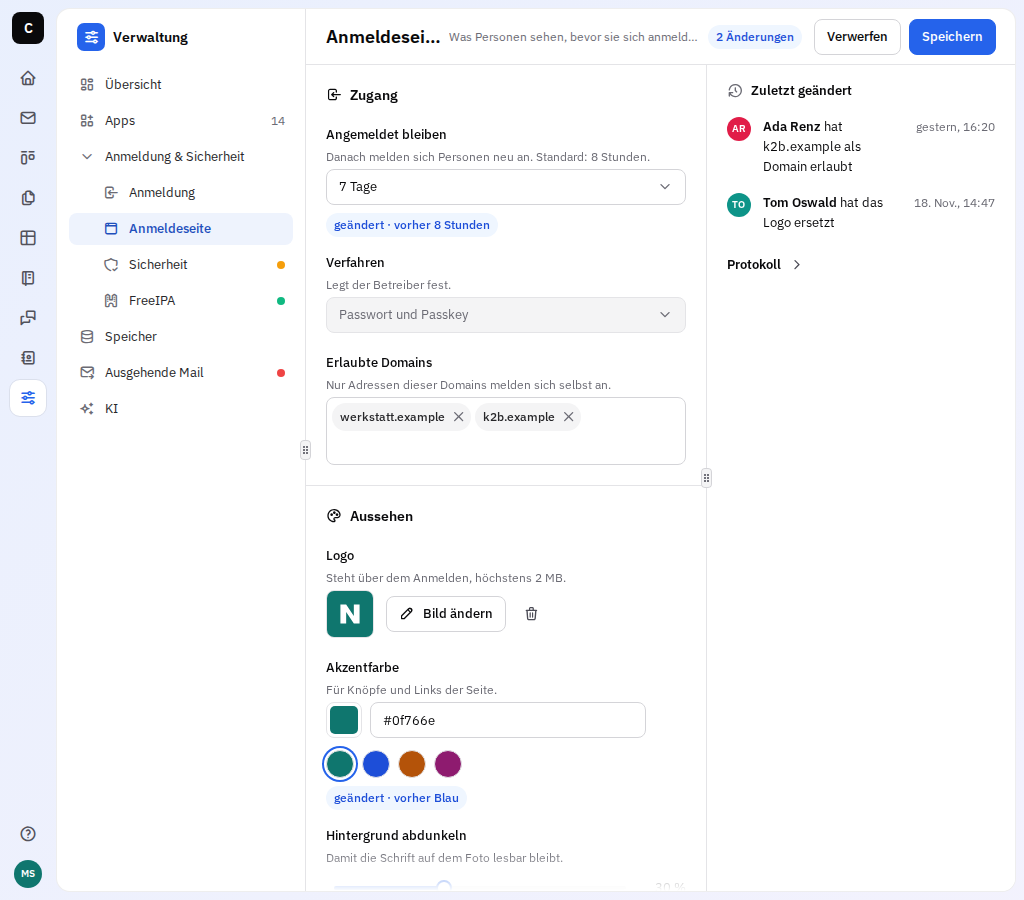 C
Verwaltung
Übersicht
Apps 14
Anmeldung & Sicherheit
Anmeldung
Anmeldeseite
Sicherheit
FreeIPA
Speicher
Ausgehende Mail
KI
MS
Anmeldesei... Was Personen sehen, bevor sie sich anmeld... 2 Änderungen Verwerfen Speichern
Zugang
Angemeldet bleiben
Danach melden sich Personen neu an. Standard: 8 Stunden.
7 Tage
geändert · vorher 8 Stunden
Verfahren
Legt der Betreiber fest.
Passwort und Passkey
Erlaubte Domains
Nur Adressen dieser Domains melden sich selbst an.
werkstatt.example k2b.example
Aussehen
Logo
Steht über dem Anmelden, höchstens 2 MB.
N Bild ändern
Akzentfarbe
Für Knöpfe und Links der Seite.
#0f766e
geändert · vorher Blau
Hintergrund abdunkeln
Damit die Schrift auf dem Foto lesbar bleibt.
30 %
Zuletzt geändert
AR Ada Renz hat gestern, 16:20
k2b.example als
Domain erlaubt
TO Tom Oswald hat das 18. Nov., 14:47
Logo ersetzt
Protokoll